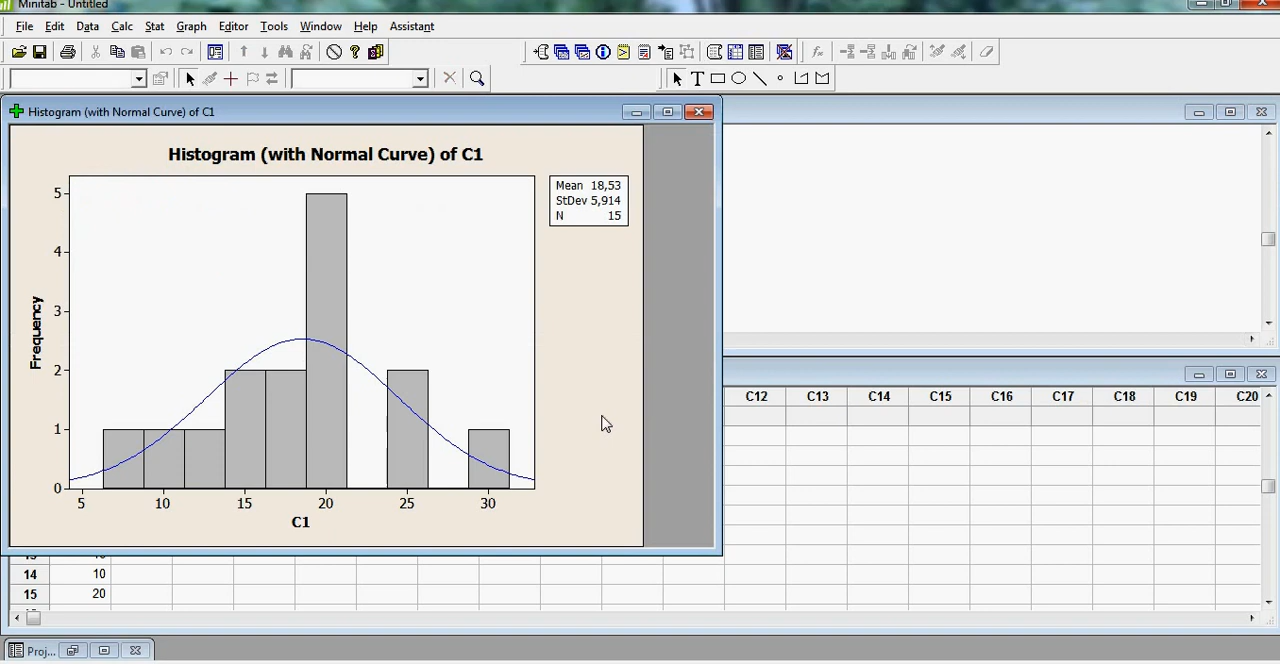 Minitab - Untitled
File Edit Data Calc Stat Graph Editor Tools Window Help Assistant
Histogram (with Normal Curve) of C1
Histogram (with Normal Curve) of C1
Mean 18,53
StDev 5,914
N 15
5
4
3
2
1
0
Frequency
5 10 15 20 25 30
C1
C12 C13 C14 C15 C16 C17 C18 C19 C20
14 10
15 20
Proj...